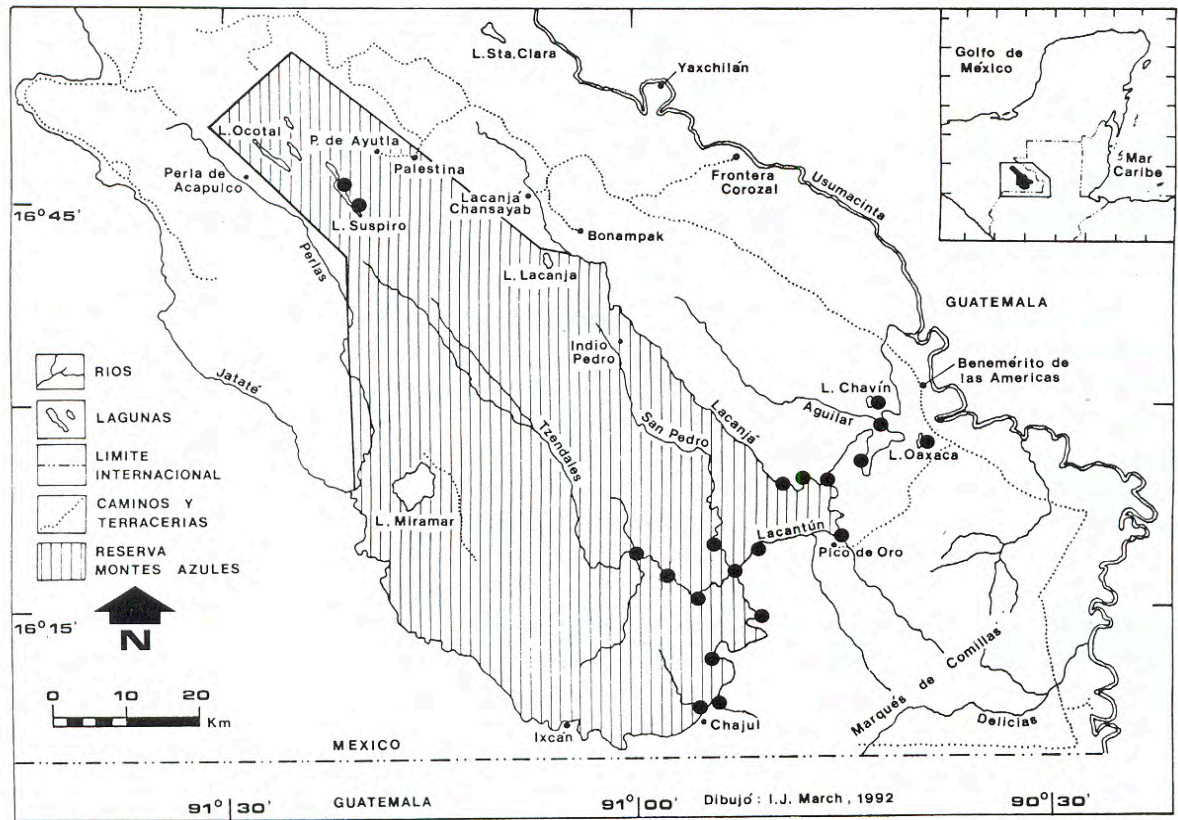 L. Sta. Clara
Yaxchilán
Golfo de
México
Mar
Caribe
L. Ocotal
P. de Ayutla
Palestina
Perla de
Acapulco
Lacanjá
Chansayab
Frontera
Corozal
Usumacinta
16° 45'
L. Suspiro
Bonampak
Perlas
L. Lacanja
GUATEMALA
Indio
Pedro
Benemérito de
las Americas
RIOS
Jataté
L. Chavín
Aguilar
LAGUNAS
Lacanjá
San Pedro
Tzendales
L. Oaxaca
LIMITE
INTERNACIONAL
CAMINOS Y
TERRACERIAS
L. Miramar
Lacantún
Pico de Oro
RESERVA
MONTES AZULES
N
16° 15'
Marqués de Comillas
0 10 20
Km
Ixcán
Chajul
Delicias
MEXICO
91° 30'
GUATEMALA
91° 00'
Dibujó: I.J. March, 1992
90° 30'